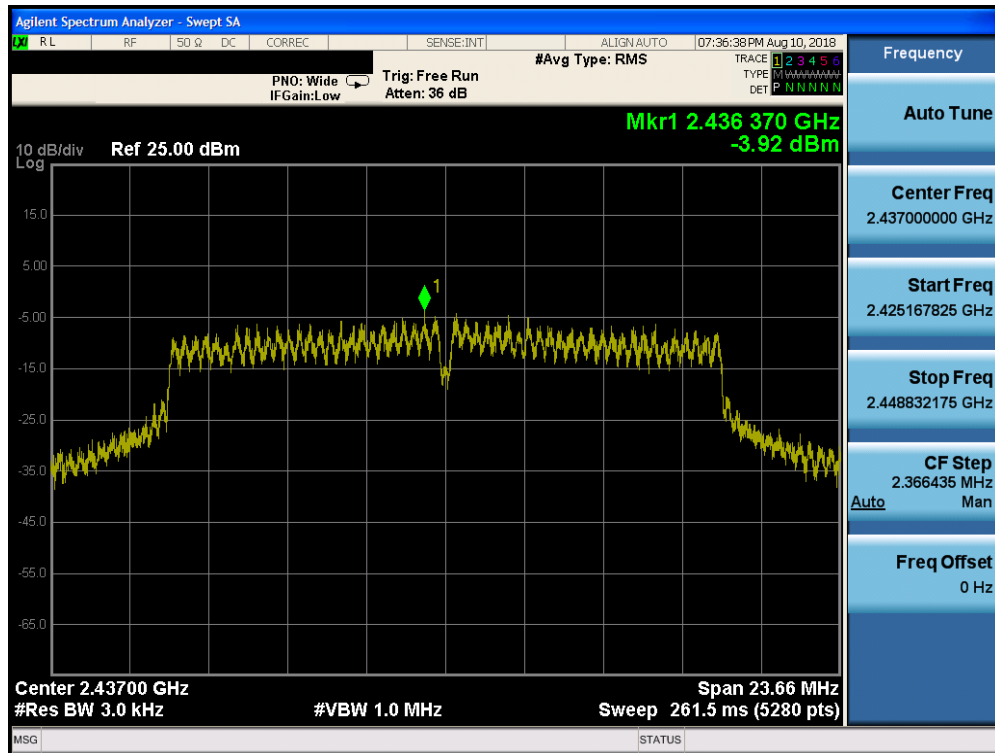 Agilent Spectrum Analyzer - Swept SA
LXI RL RF 50 Ω DC CORREC SENSE:INT ALIGN AUTO 07:36:38 PM Aug 10, 2018
#Avg Type: RMS TRACE 1 2 3 4 5 6
PNO: Wide Trig: Free Run TYPE MWWWWW
IFGain:Low Atten: 36 dB DET P N N N N N
Mkr1 2.436 370 GHz
-3.92 dBm
10 dB/div Ref 25.00 dBm
Log
15.0
5.00
1
-5.00
-15.0
-25.0
-35.0
-45.0
-55.0
-65.0
Center 2.43700 GHz Span 23.66 MHz
#Res BW 3.0 kHz #VBW 1.0 MHz Sweep 261.5 ms (5280 pts)
MSG STATUS
Frequency
Auto Tune
Center Freq
2.437000000 GHz
Start Freq
2.425167825 GHz
Stop Freq
2.448832175 GHz
CF Step
2.366435 MHz
Auto Man
Freq Offset
0 Hz